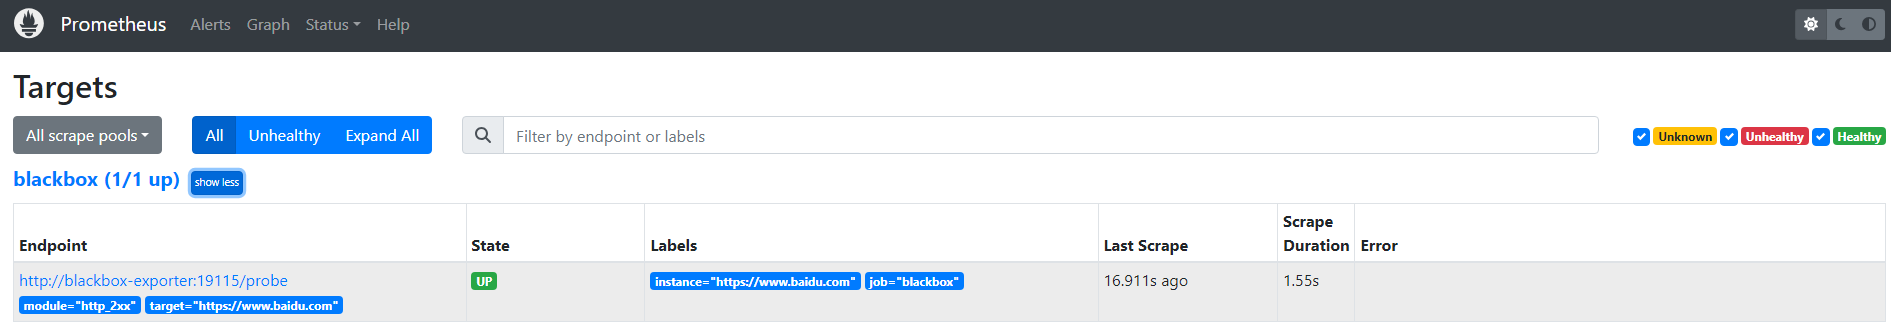 Prometheus Alerts Graph Status Help
Targets
All scrape pools All Unhealthy Expand All Filter by endpoint or labels Unknown Unhealthy Healthy
blackbox (1/1 up) show less
Endpoint State Labels Last Scrape Scrape Duration Error
http://blackbox-exporter:19115/probe UP instance="https://www.baidu.com" job="blackbox" 16.911s ago 1.55s
module="http_2xx" target="https://www.baidu.com"